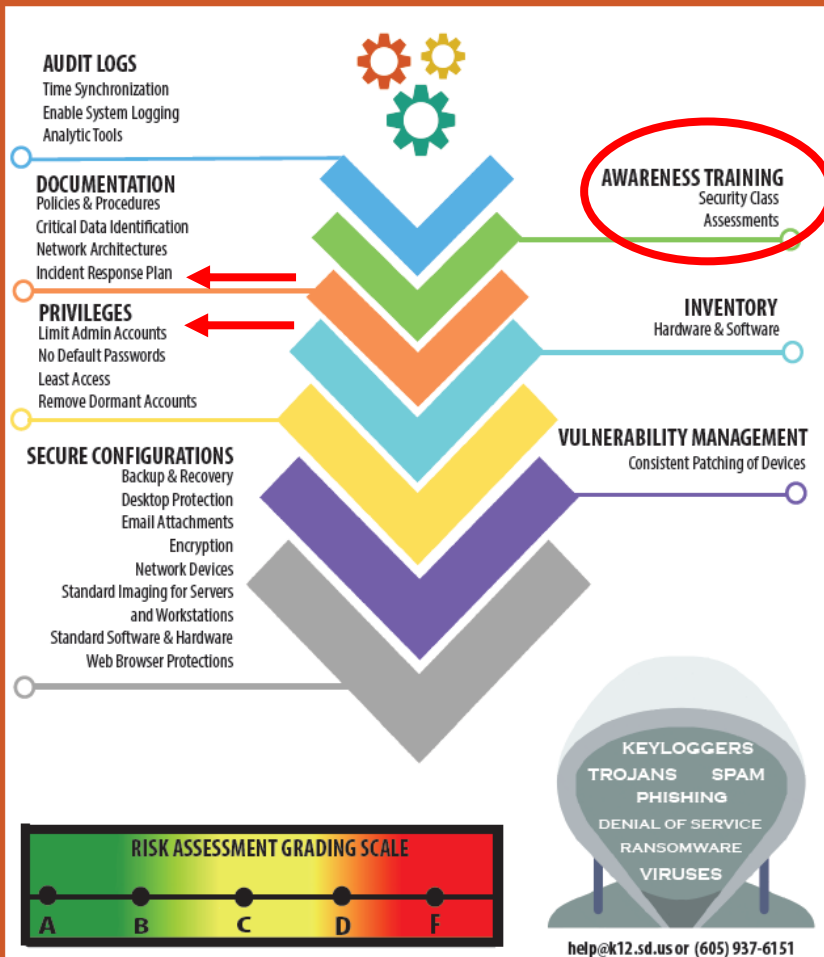 AUDIT LOGS
Time Synchronization
Enable System Logging
Analytic Tools
DOCUMENTATION
Policies & Procedures
Critical Data Identification
Network Architectures
Incident Response Plan
PRIVILEGES
Limit Admin Accounts
No Default Passwords
Least Access
Remove Dormant Accounts
SECURE CONFIGURATIONS
Backup & Recovery
Desktop Protection
Email Attachments
Encryption
Network Devices
Standard Imaging for Servers
and Workstations
Standard Software & Hardware
Web Browser Protections
AWARENESS TRAINING
Security Class
Assessments
INVENTORY
Hardware & Software
VULNERABILITY MANAGEMENT
Consistent Patching of Devices
RISK ASSESSMENT GRADING SCALE
A B C D F
KEYLOGGERS
TROJANS SPAM
PHISHING
DENIAL OF SERVICE
RANSOMWARE
VIRUSES
help@k12.sd.us or (605) 937-6151